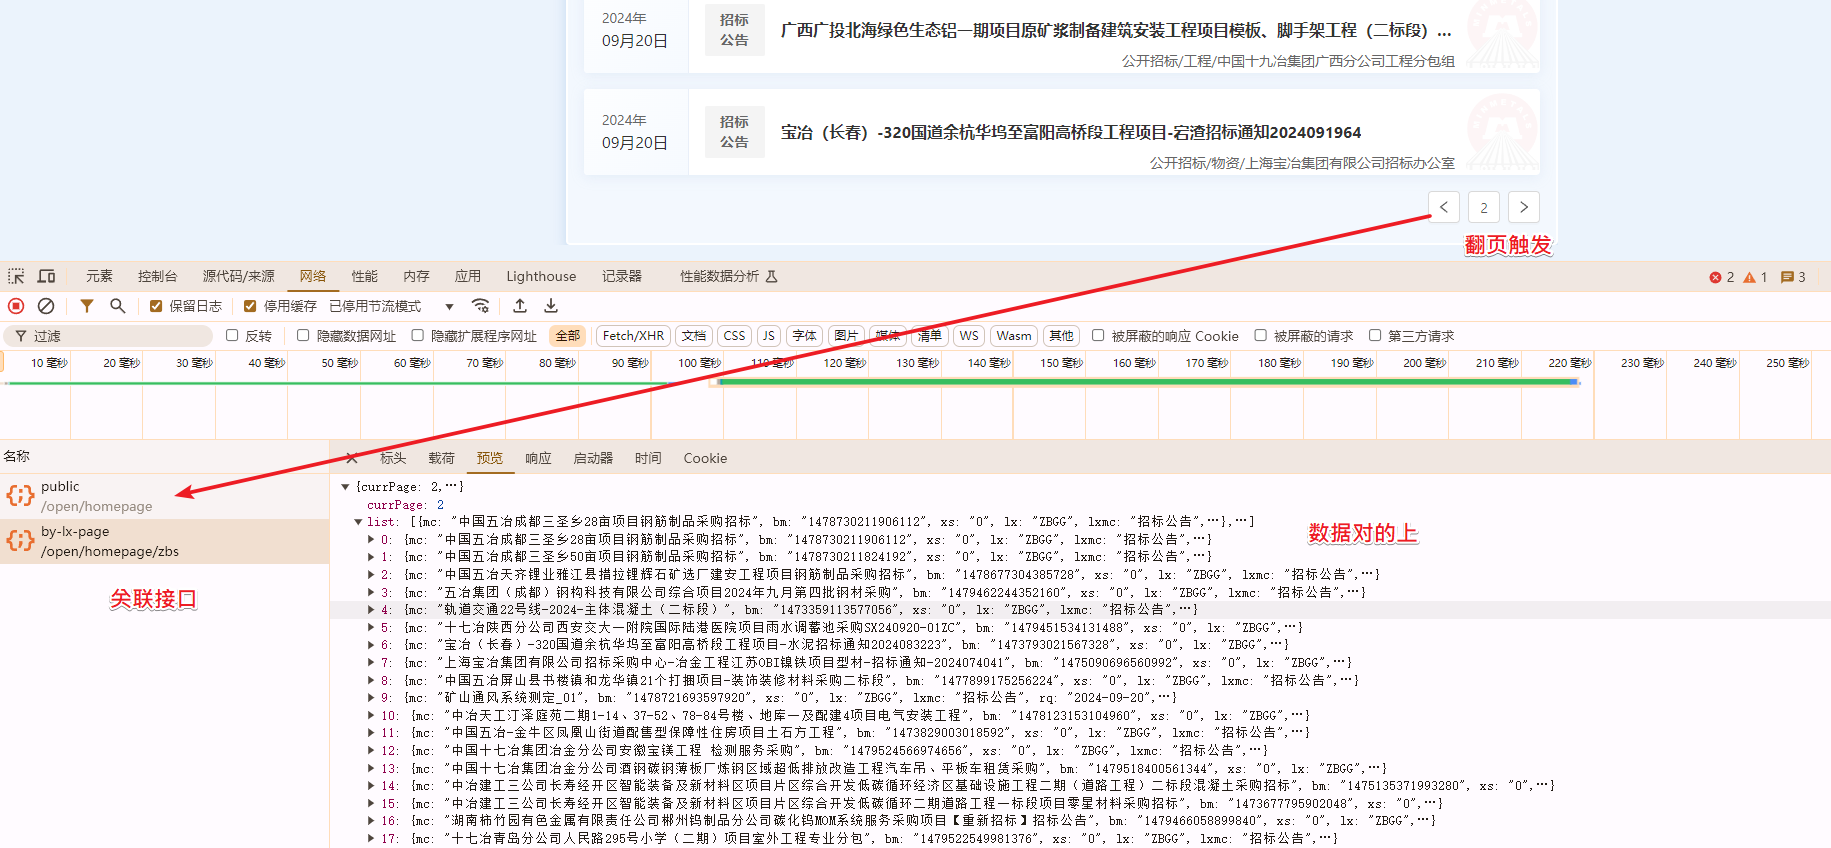 2024年
09月20日
招标
公告
广西广投北海绿色生态铝一期项目原矿浆制备建筑安装工程项目模板、脚手架工程（二标段）...
公开招标/工程/中国十九冶集团广西分公司工程分包组
2024年
09月20日
招标
公告
宝冶（长春）-320国道余杭华坞至富阳高桥段工程项目-宕渣招标通知2024091964
公开招标/物资/上海宝冶集团有限公司招标办公室
2
翻页触发
元素 控制台 源代码/来源 网络 性能 内存 应用 Lighthouse 记录器 性能数据分析 2 1 3
保留日志 停用缓存 已停用节流模式
过滤 反转 隐藏数据网址 隐藏扩展程序网址 全部 Fetch/XHR 文档 CSS JS 字体 图片 媒体 清单 WS Wasm 其他 被屏蔽的响应 Cookie 被屏蔽的请求 第三方请求
10 毫秒 20 毫秒 30 毫秒 40 毫秒 50 毫秒 60 毫秒 70 毫秒 80 毫秒 90 毫秒 100 毫秒 110 毫秒 120 毫秒 130 毫秒 140 毫秒 150 毫秒 160 毫秒 170 毫秒 180 毫秒 190 毫秒 200 毫秒 210 毫秒 220 毫秒 230 毫秒 240 毫秒 250 毫秒
名称
标头 载荷 预览 响应 启动器 时间 Cookie
public
/open/homepage
by-lx-page
/open/homepage/zbs
关联接口
{currPage: 2,…}
currPage: 2
list: [{mc: "中国五冶成都三圣乡28亩项目钢筋制品采购招标", bm: "1478730211906112", xs: "0", lx: "ZBGG", lxmc: "招标公告",…},…]
数据对的上
0: {mc: "中国五冶成都三圣乡28亩项目钢筋制品采购招标", bm: "1478730211906112", xs: "0", lx: "ZBGG", lxmc: "招标公告",…}
1: {mc: "中国五冶成都三圣乡50亩项目钢筋制品采购招标", bm: "1478730211824192", xs: "0", lx: "ZBGG", lxmc: "招标公告",…}
2: {mc: "中国五冶天齐锂业雅江县措拉锂辉石矿选厂建安工程项目钢筋制品采购招标", bm: "1478677304385728", xs: "0", lx: "ZBGG", lxmc: "招标公告",…}
3: {mc: "五冶集团（成都）钢构科技有限公司综合项目2024年九月第四批钢材采购", bm: "1479462244352160", xs: "0", lx: "ZBGG", lxmc: "招标公告",…}
4: {mc: "轨道交通22号线-2024-主体混凝土（二标段）", bm: "1473359113577056", xs: "0", lx: "ZBGG", lxmc: "招标公告",…}
5: {mc: "十七冶陕西分公司西安交大一附院国际陆港医院项目雨水调蓄池采购SX240920-01ZC", bm: "1479451534131488", xs: "0", lx: "ZBGG",…}
6: {mc: "宝冶（长春）-320国道余杭华坞至富阳高桥段工程项目-水泥招标通知2024083223", bm: "1473793021567328", xs: "0", lx: "ZBGG",…}
7: {mc: "上海宝冶集团有限公司招标采购中心-冶金工程江苏OBI镍铁项目型材-招标通知-2024074041", bm: "1475090696560992", xs: "0", lx: "ZBGG",…}
8: {mc: "中国五冶屏山县书楼镇和龙华镇21个打捆项目-装饰装修材料采购二标段", bm: "1477899175256224", xs: "0", lx: "ZBGG", lxmc: "招标公告",…}
9: {mc: "矿山通风系统测定_01", bm: "1478721693597920", xs: "0", lx: "ZBGG", lxmc: "招标公告", rq: "2024-09-20",…}
10: {mc: "中冶天工汀泽庭苑二期1-14、37-52、78-84号楼、地库一及配建4项目电气安装工程", bm: "1478123153104960", xs: "0", lx: "ZBGG",…}
11: {mc: "中国五冶-金牛区凤凰山街道配售型保障性住房项目土石方工程", bm: "1473829003018592", xs: "0", lx: "ZBGG", lxmc: "招标公告",…}
12: {mc: "中国十七冶集团冶金分公司安徽宝镁工程 检测服务采购", bm: "1479524566974656", xs: "0", lx: "ZBGG", lxmc: "招标公告",…}
13: {mc: "中国十七冶集团冶金分公司酒钢碳钢薄板厂炼钢区域超低排放改造工程汽车吊、平板车租赁采购", bm: "1479518400561344", xs: "0", lx: "ZBGG",…}
14: {mc: "中冶建工三公司长寿经开区智能装备及新材料区项目片区综合开发低碳循环经济区基础设施工程二期（道路工程）二标段混凝土采购招标", bm: "1475135371993280", xs: "0",…}
15: {mc: "中冶建工三公司长寿经开区智能装备及新材料区项目片区综合开发低碳循环二期道路工程一标段项目零星材料采购招标", bm: "1473677795902048", xs: "0",…}
16: {mc: "湖南柿竹园有色金属有限责任公司郴州钨制品分公司碳化钨MOM系统服务采购项目【重新招标】招标公告", bm: "1479466058899840", xs: "0", lx: "ZBGG",…}
17: {mc: "十七冶青岛分公司人民路295号小学（二期）项目室外工程专业分包", bm: "1479522549981376", xs: "0", lx: "ZBGG", lxmc: "招标公告",…}